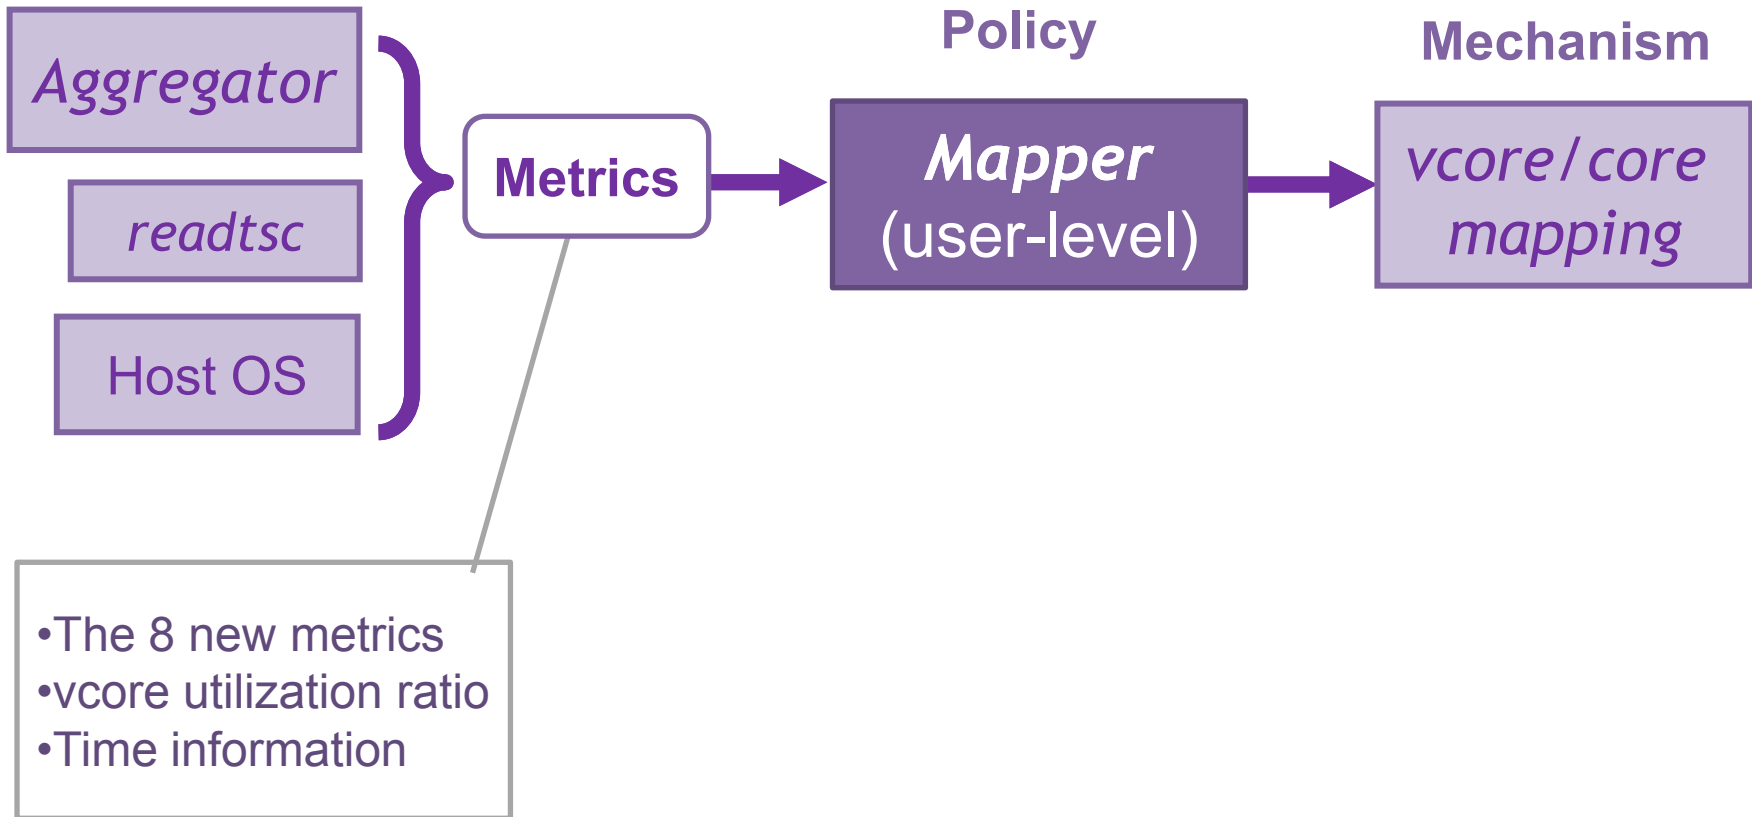 Policy
Mechanism
Aggregator
readtsc
Host OS
Metrics
Mapper
(user-level)
vcore/core
mapping
•The 8 new metrics
•vcore utilization ratio
•Time information